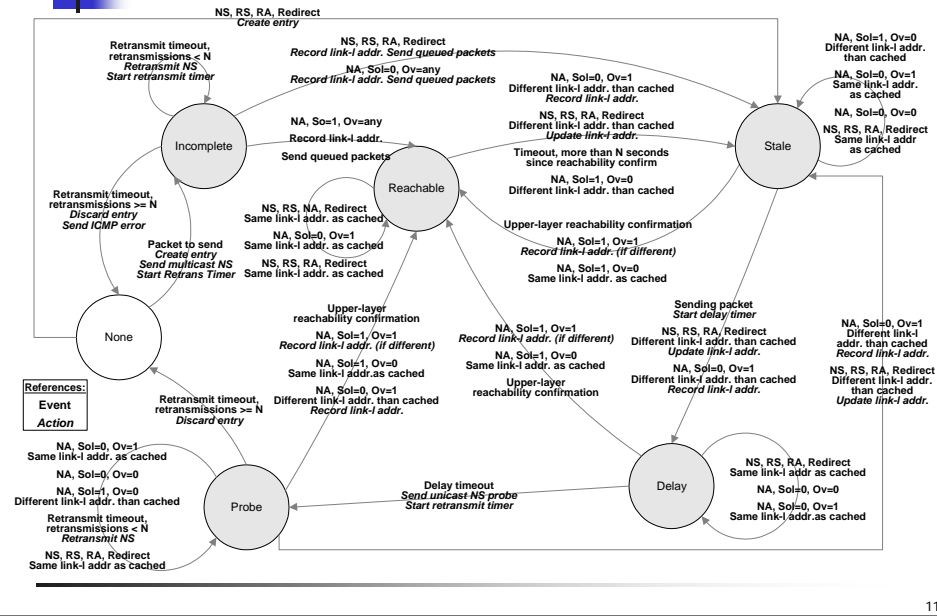 NS, RS, RA, Redirect
Create entry
Retransmit timeout,
retransmissions < N
Retransmit NS
Start retransmit timer
NS, RS, RA, Redirect
Record link-l addr. Send queued packets
NA, Sol=0, Ov=any
Record link-l addr. Send queued packets
NA, Sol=0, Ov=1
Different link-l addr. than cached
Record link-l addr.
NS, RS, RA, Redirect
Different link-l addr. than cached
Update link-l addr.
Timeout, more than N seconds
since reachability confirm
NA, Sol=1, Ov=0
Different link-l addr. than cached
NA, Sol=1, Ov=0
Different link-l addr.
than cached
NA, Sol=0, Ov=1
Same link-l addr.
as cached
NA, Sol=0, Ov=0
NS, RS, RA, Redirect
Same link-l addr
as cached
Incomplete
NA, So=1, Ov=any
Record link-l addr.
Send queued packets
Reachable
Stale
Retransmit timeout,
retransmissions >= N
Discard entry
Send ICMP error
Packet to send
Create entry
Send multicast NS
Start Retrans Timer
NS, RS, NA, Redirect
Same link-l addr. as cached
NA, Sol=0, Ov=1
Same link-l addr. as cached
NS, RS, RA, Redirect
Same link-l addr. as cached
Upper-layer reachability confirmation
NA, Sol=1, Ov=1
Record link-l addr. (if different)
NA, Sol=1, Ov=0
Same link-l addr. as cached
None
Upper-layer
reachability confirmation
NA, Sol=1, Ov=1
Record link-l addr. (if different)
NA, Sol=1, Ov=0
Same link-l addr.as cached
NA, Sol=0, Ov=1
Different link-l addr. than cached
Record link-l addr.
NA, Sol=1, Ov=1
Record link-l addr. (if different)
NA, Sol=1, Ov=0
Same link-l addr. as cached
Upper-layer
reachability confirmation
Sending packet
Start delay timer
NS, RS, RA, Redirect
Different link-l addr. than cached
Update link-l addr.
NA, Sol=0, Ov=1
Different link-l addr. than cached
Record link-l addr.
NA, Sol=0, Ov=1
Different link-l
addr. than cached
Record link-l addr.
NS, RS, RA, Redirect
Different link-l addr.
than cached
Update link-l addr.
References:
Event
Action
Retransmit timeout,
retransmissions >= N
Discard entry
NA, Sol=0, Ov=1
Same link-l addr. as cached
NA, Sol=0, Ov=0
NA, Sol=1, Ov=0
Different link-l addr. than cached
Retransmit timeout,
retransmissions < N
Retransmit NS
NS, RS, RA, Redirect
Same link-l addr as cached
Probe
Delay timeout
Send unicast NS probe
Start retransmit timer
Delay
NS, RS, RA, Redirect
Same link-l addr. as cached
NA, Sol=0, Ov=0
NA, Sol=0, Ov=1
Same link-l addr.as cached
11